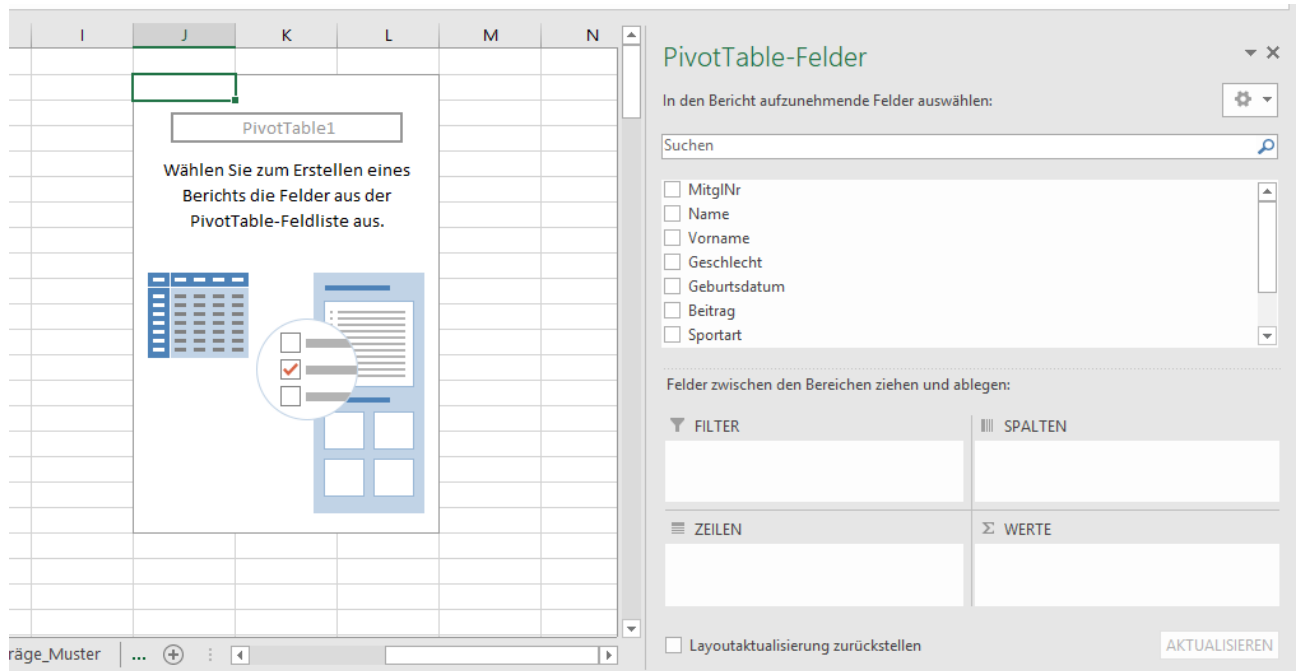 I J K L M N
PivotTable1
Wählen Sie zum Erstellen eines
Berichts die Felder aus der
PivotTable-Feldliste aus.
räge_Muster ...
PivotTable-Felder
In den Bericht aufzunehmende Felder auswählen:
Suchen
MitglNr
Name
Vorname
Geschlecht
Geburtsdatum
Beitrag
Sportart
Felder zwischen den Bereichen ziehen und ablegen:
FILTER
SPALTEN
ZEILEN
Σ WERTE
Layoutaktualisierung zurückstellen
AKTUALISIEREN